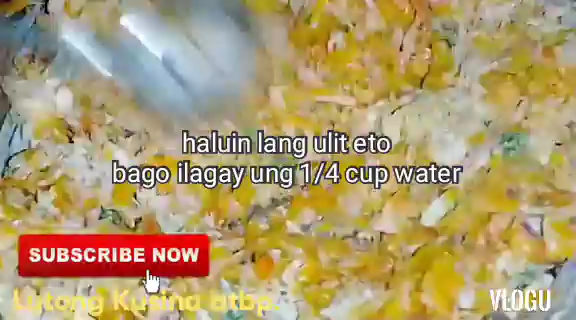 haluin lang ulit eto
bago ilagay ung 1/4 cup water
SUBSCRIBE NOW
Lutong Kusina atbp.
VLOGU